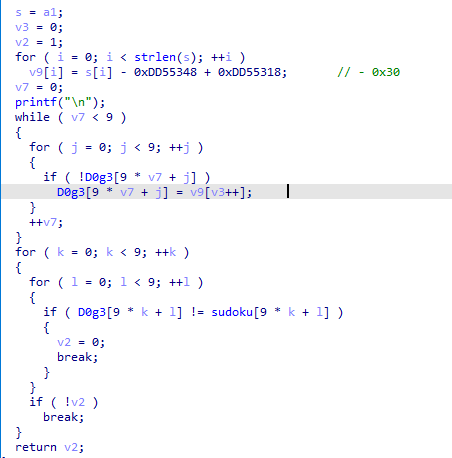 s = a1;
v3 = 0;
v2 = 1;
for ( i = 0; i < strlen(s); ++i )
v9[i] = s[i] - 0xDD55348 + 0xDD55318; // - 0x30
v7 = 0;
printf("\n");
while ( v7 < 9 )
{
for ( j = 0; j < 9; ++j )
{
if ( !D0g3[9 * v7 + j] )
D0g3[9 * v7 + j] = v9[v3++];
}
++v7;
}
for ( k = 0; k < 9; ++k )
{
for ( l = 0; l < 9; ++l )
{
if ( D0g3[9 * k + l] != sudoku[9 * k + l] )
{
v2 = 0;
break;
}
}
if ( !v2 )
break;
}
return v2;